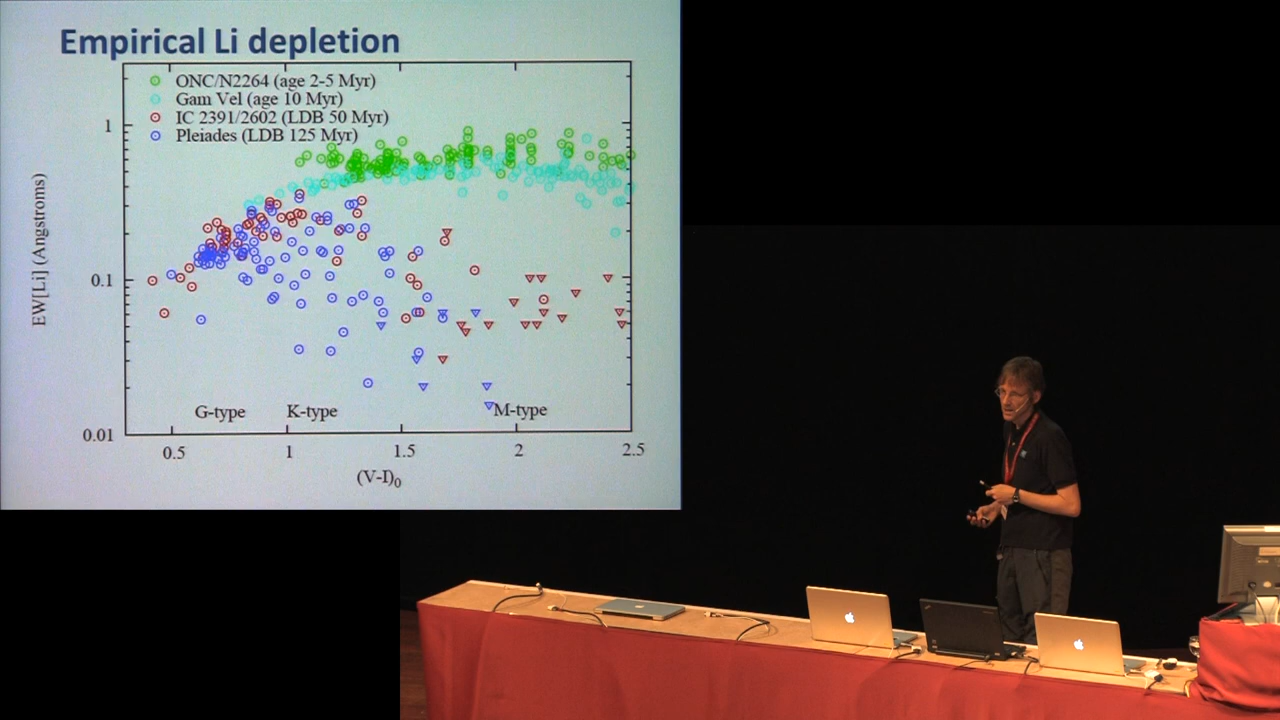 Empirical Li depletion
ONC/N2264 (age 2-5 Myr)
Gam Vel (age 10 Myr)
IC 2391/2602 (LDB 50 Myr)
Pleiades (LDB 125 Myr)
1
0.1
0.01
EW[Li] (Angstroms)
G-type
K-type
M-type
0.5
1
1.5
2
2.5
(V-I)0